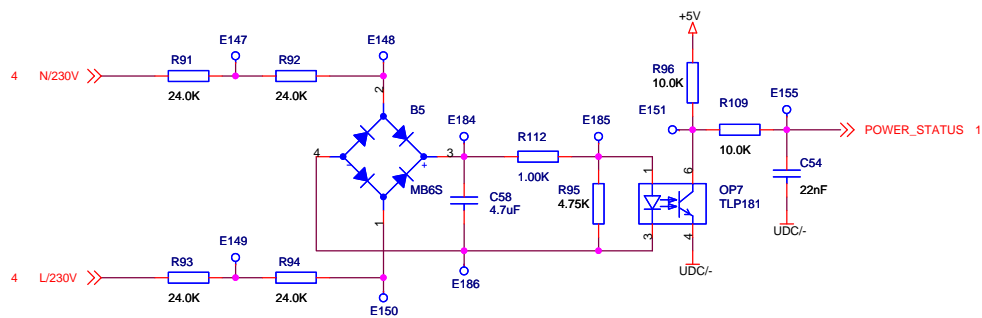 +5V
E147
E148
R91
R92
R96
10.0K
4 N/230V
24.0K
24.0K
2
E151
R109
E155
B5
E184
E185
POWER_STATUS 1
R112
10.0K
4
-
3
+
1.00K
1
6
C54
22nF
MB6S
C58
4.7uF
R95
4.75K
OP7
TLP181
1
3
4
UDC/-
E149
UDC/-
R93
R94
E186
4 L/230V
24.0K
24.0K
E150